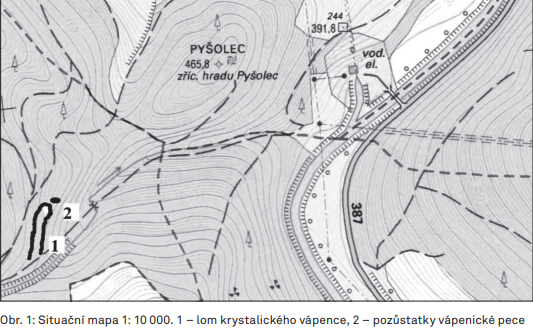 244
391,8
PYŠOLEC
465,8
zříc. hradu Pyšolec
vod.
el.
2
1
387
Obr. 1: Situační mapa 1: 10 000. 1 – lom krystalického vápence, 2 – pozůstatky vápenické pece